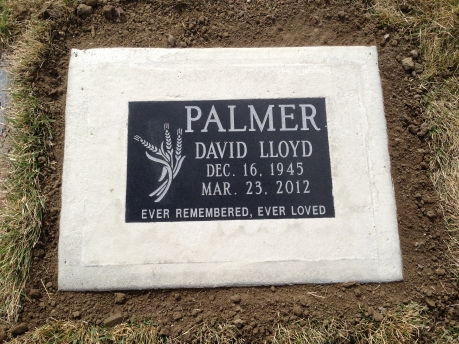 PALMER
DAVID LLOYD
DEC. 16, 1945
MAR. 23, 2012
EVER REMEMBERED, EVER LOVED